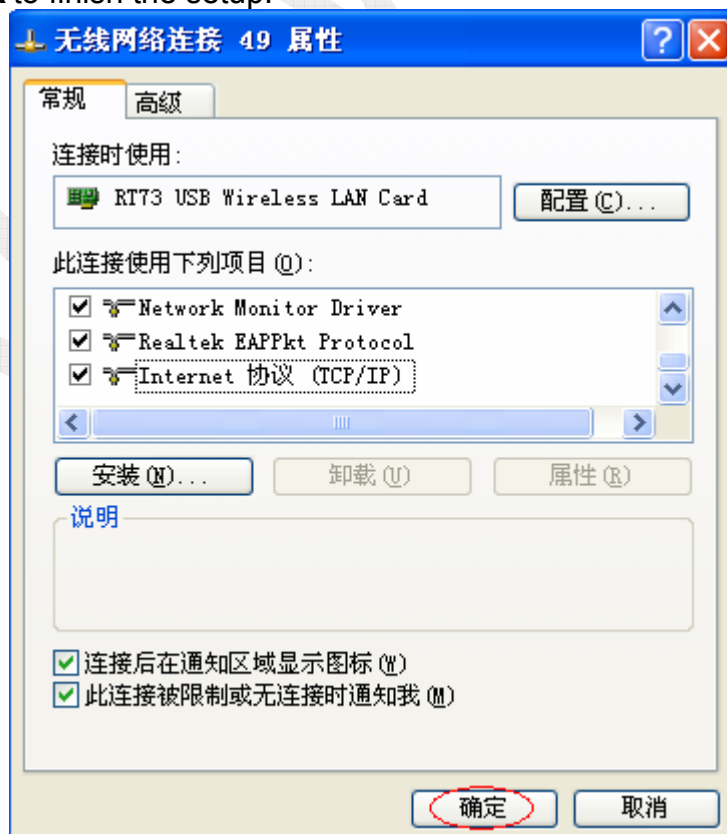 to finish the setup.
无线网络连接 49 属性
常规 高级
连接时使用:
RT73 USB Wireless LAN Card 配置(C)...
此连接使用下列项目(O):
Network Monitor Driver
Realtek EAPPkt Protocol
Internet 协议 (TCP/IP)
安装(N)... 卸载(U) 属性(R)
说明
连接后在通知区域显示图标(W)
此连接被限制或无连接时通知我(M)
确定 取消